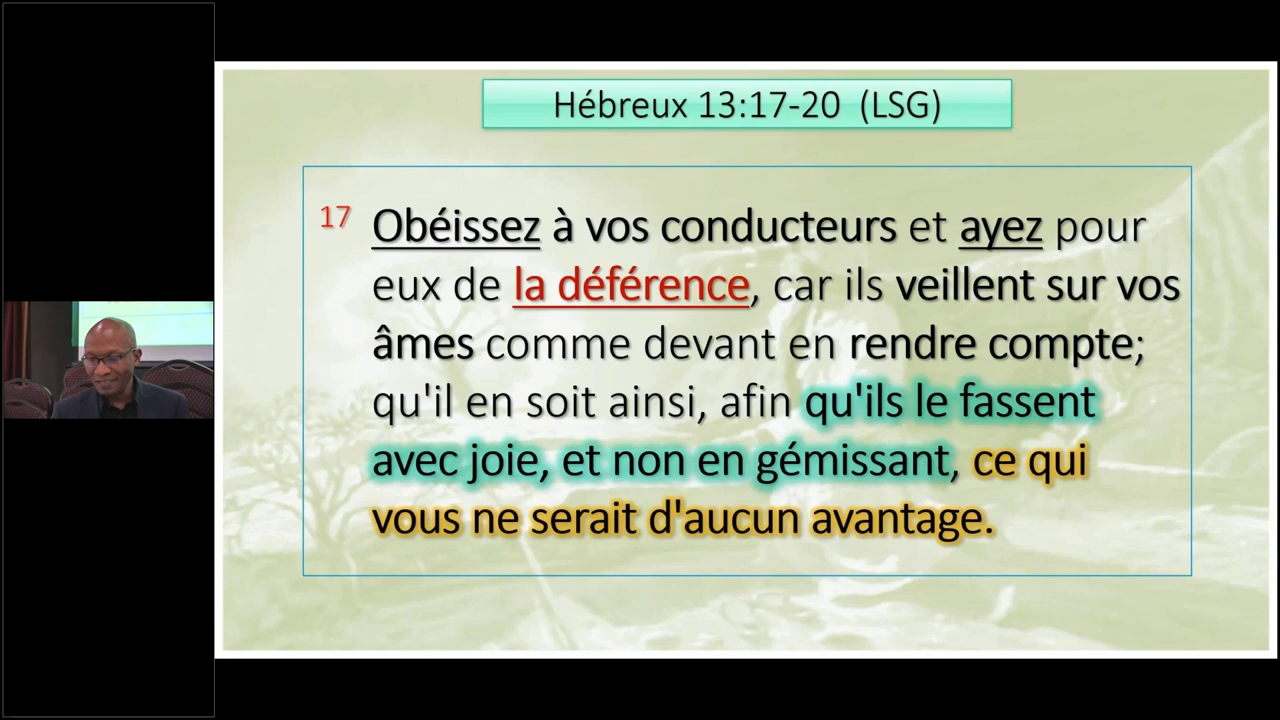 Hébreux 13:17-20 (LSG)
17 Obéissez à vos conducteurs et ayez pour
eux de la déférence, car ils veillent sur vos
âmes comme devant en rendre compte;
qu'il en soit ainsi, afin qu'ils le fassent
avec joie, et non en gémissant, ce qui
vous ne serait d'aucun avantage.